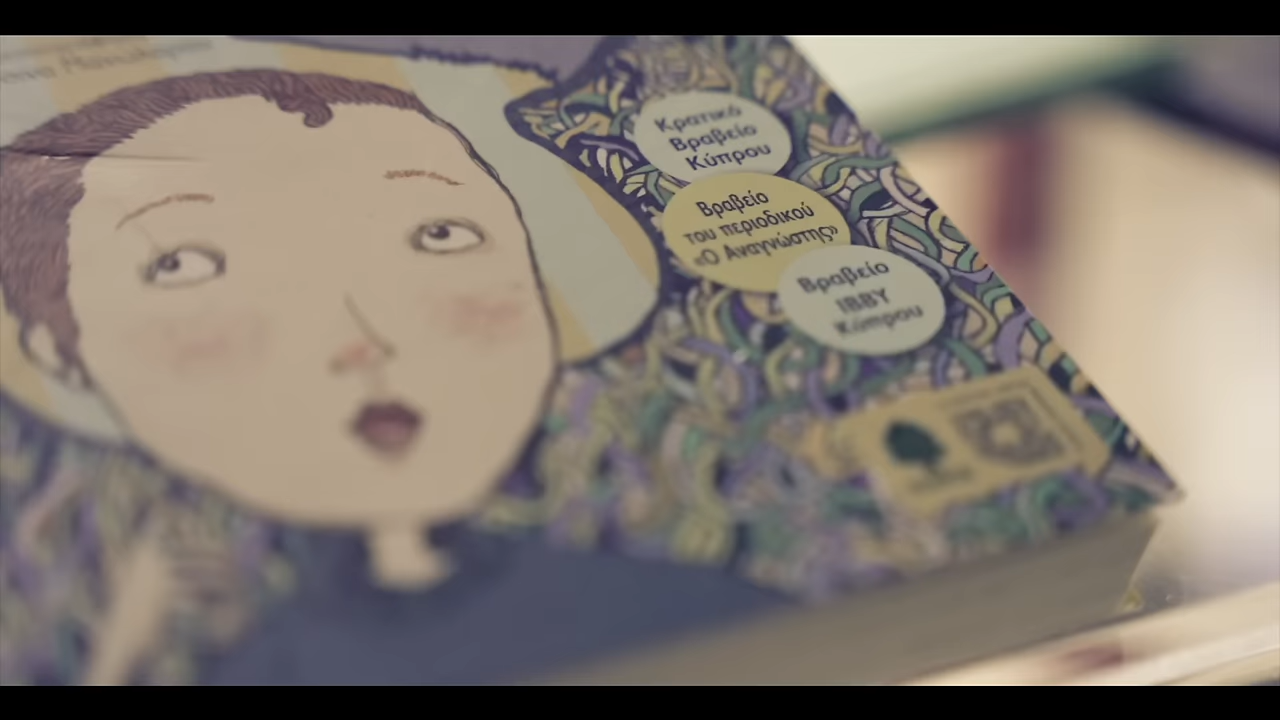 Κρατικό
Βραβείο
Κύπρου
Βραβείο
του περιοδικού
«Ο Αναγνώστης»
Βραβείο
IBBY
Κύπρου